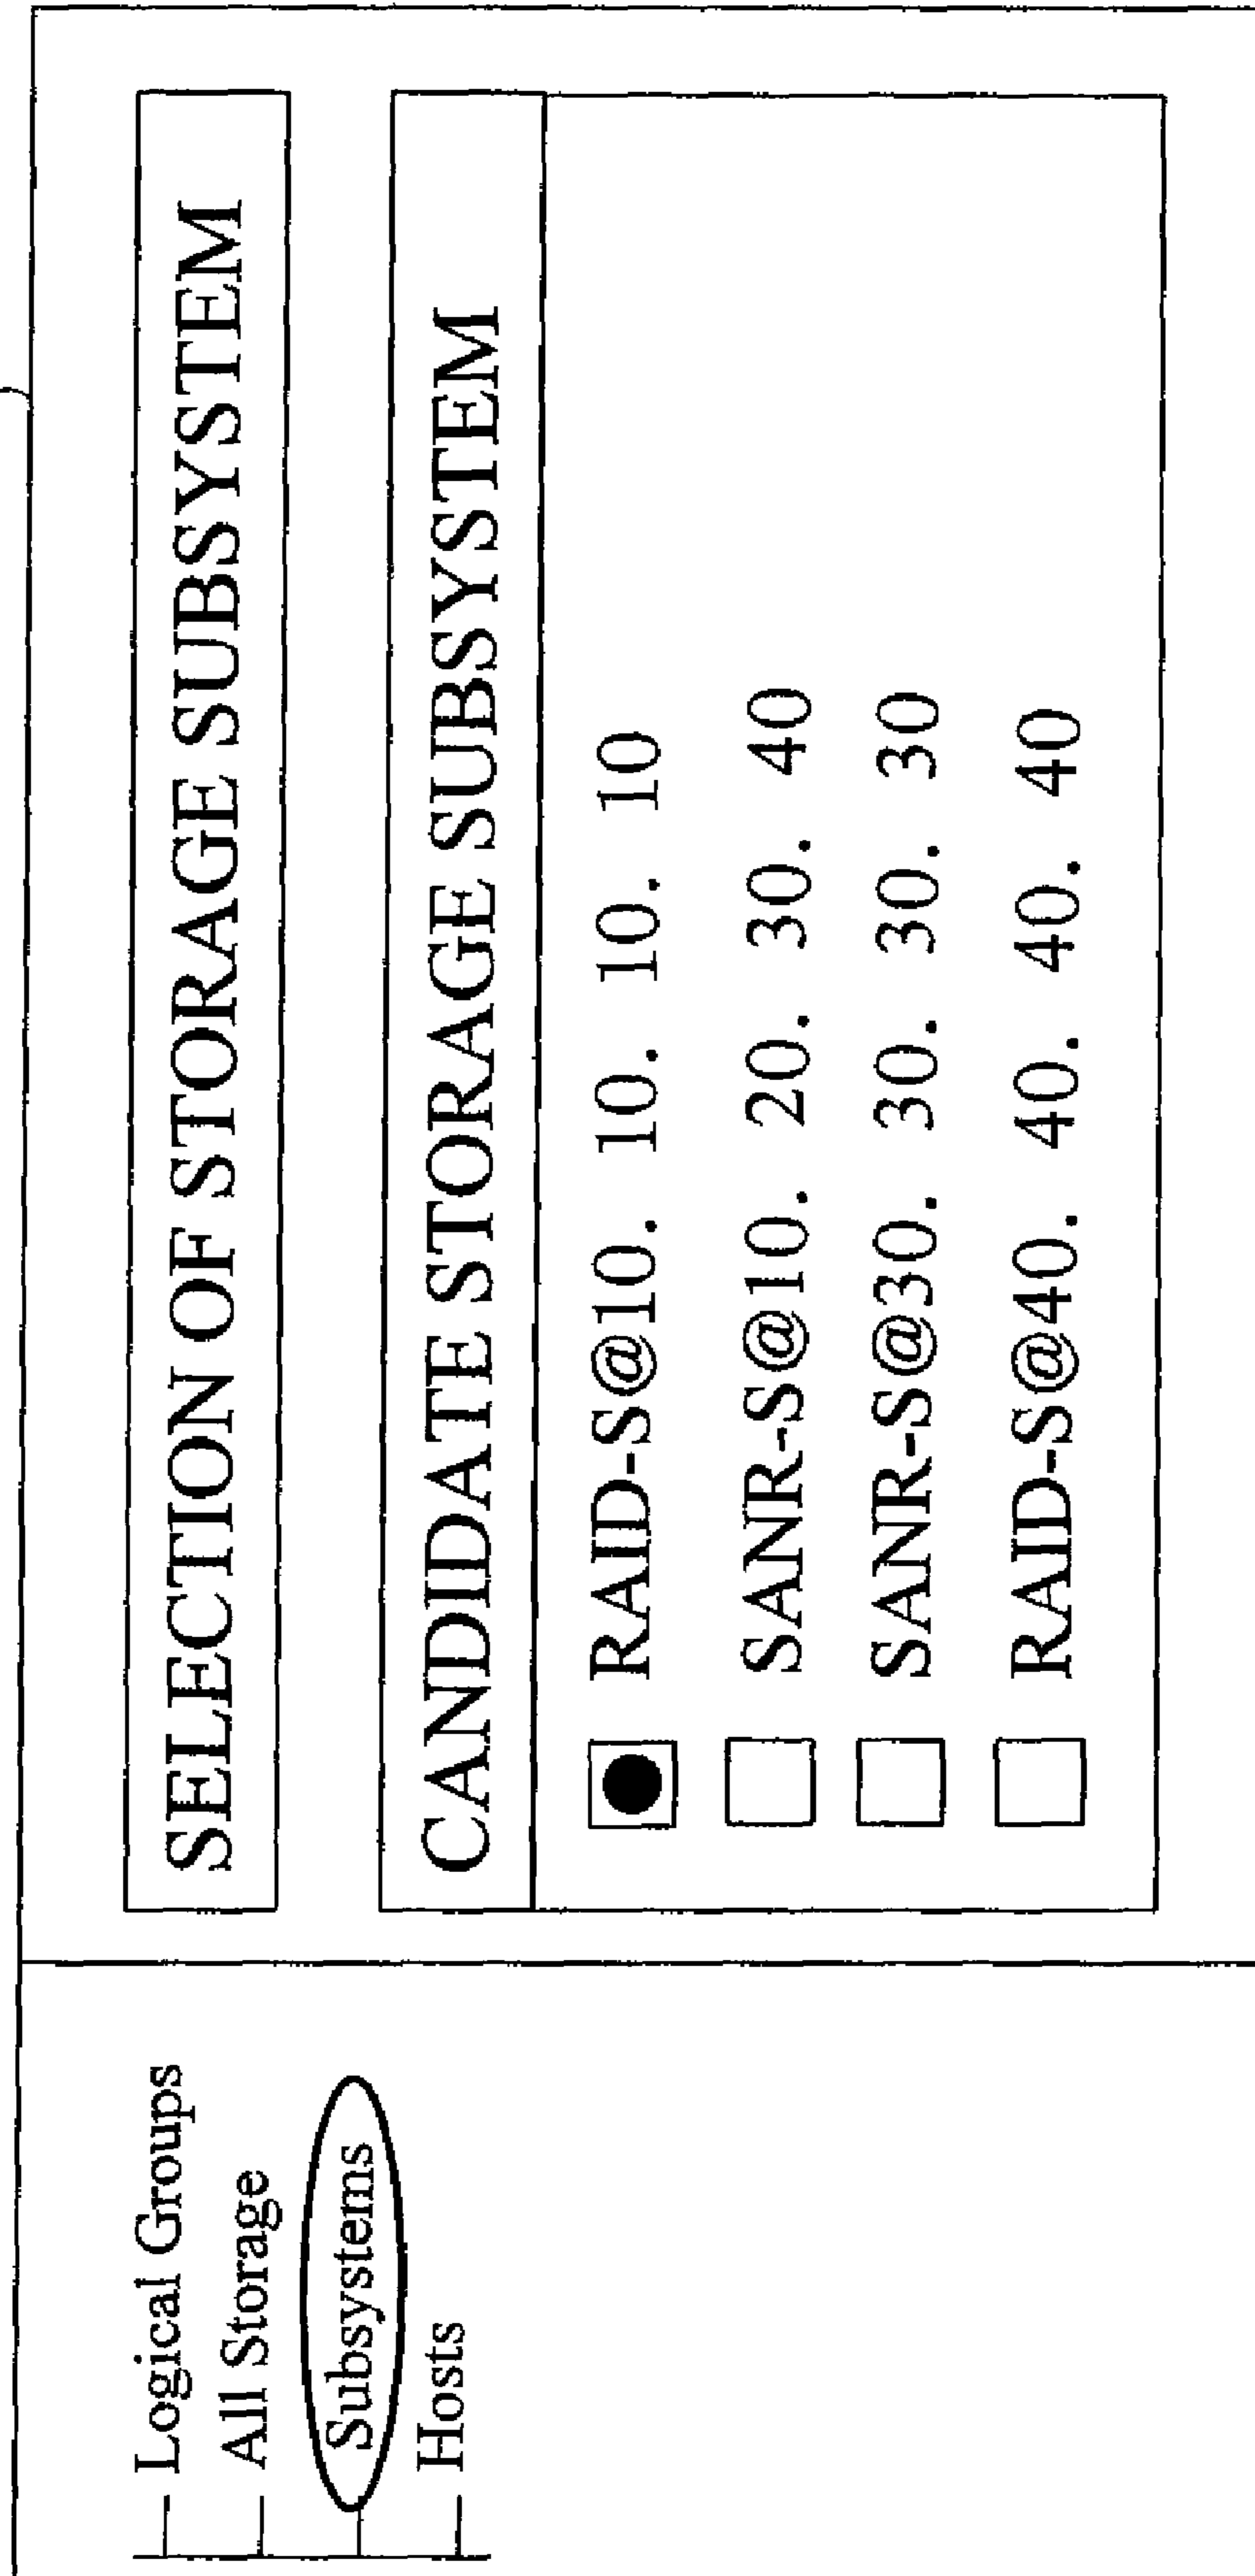 Logical Groups
All Storage
Subsystems
Hosts
SELECTION OF STORAGE SUBSYSTEM
CANDIDATE STORAGE SUBSYSTEM
RAID-S@10. 10. 10. 10
SANR-S@10. 20. 30. 40
SANR-S@30. 30. 30. 30
RAID-S@40. 40. 40. 40